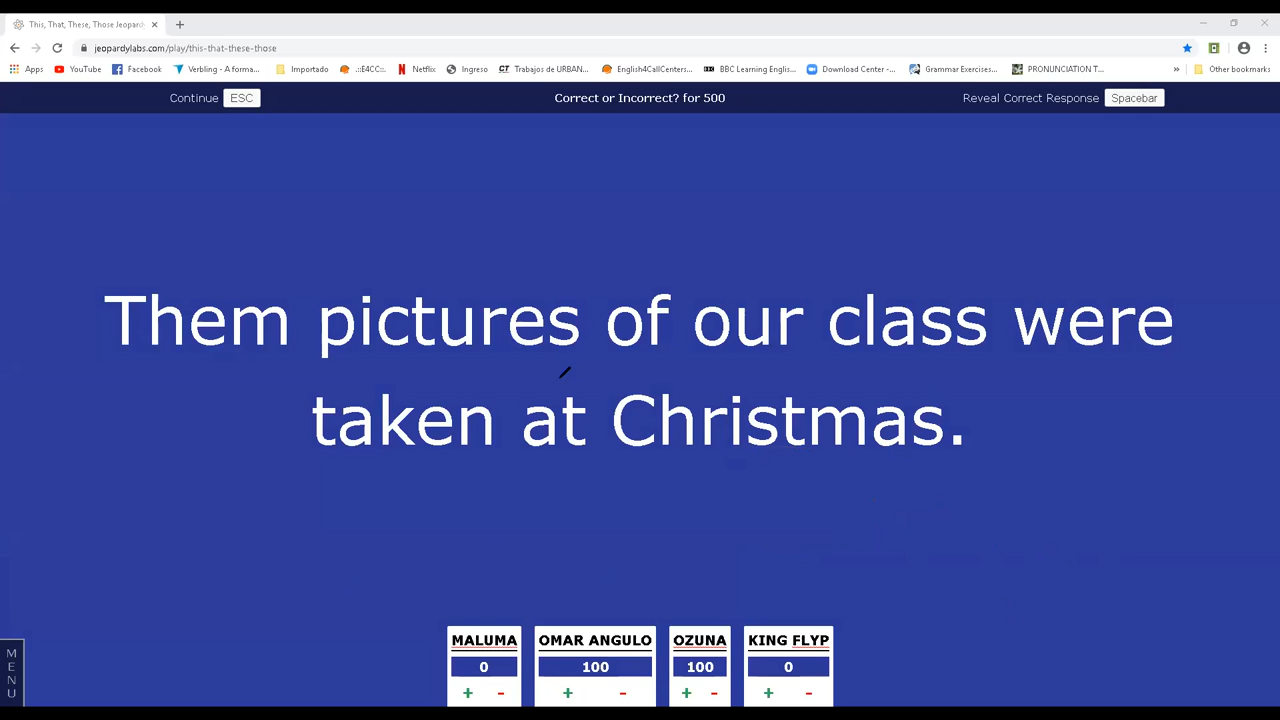 This, That, These, Those Jeopardy
jeopardylabs.com/play/this-that-these-those
Apps YouTube Facebook Verbling - A forma... Importado .::E4CC::. Netflix Ingreso Trabajos de URBAN... English4CallCenters... BBC Learning Englis... Download Center -... Grammar Exercises... PRONUNCIATION T... » Other bookmarks
Continue ESC Correct or Incorrect? for 500 Reveal Correct Response Spacebar
Them pictures of our class were
taken at Christmas.
MENU
MALUMA OMAR ANGULO OZUNA KING FLYP
0 100 100 0
+ - + - + - + -